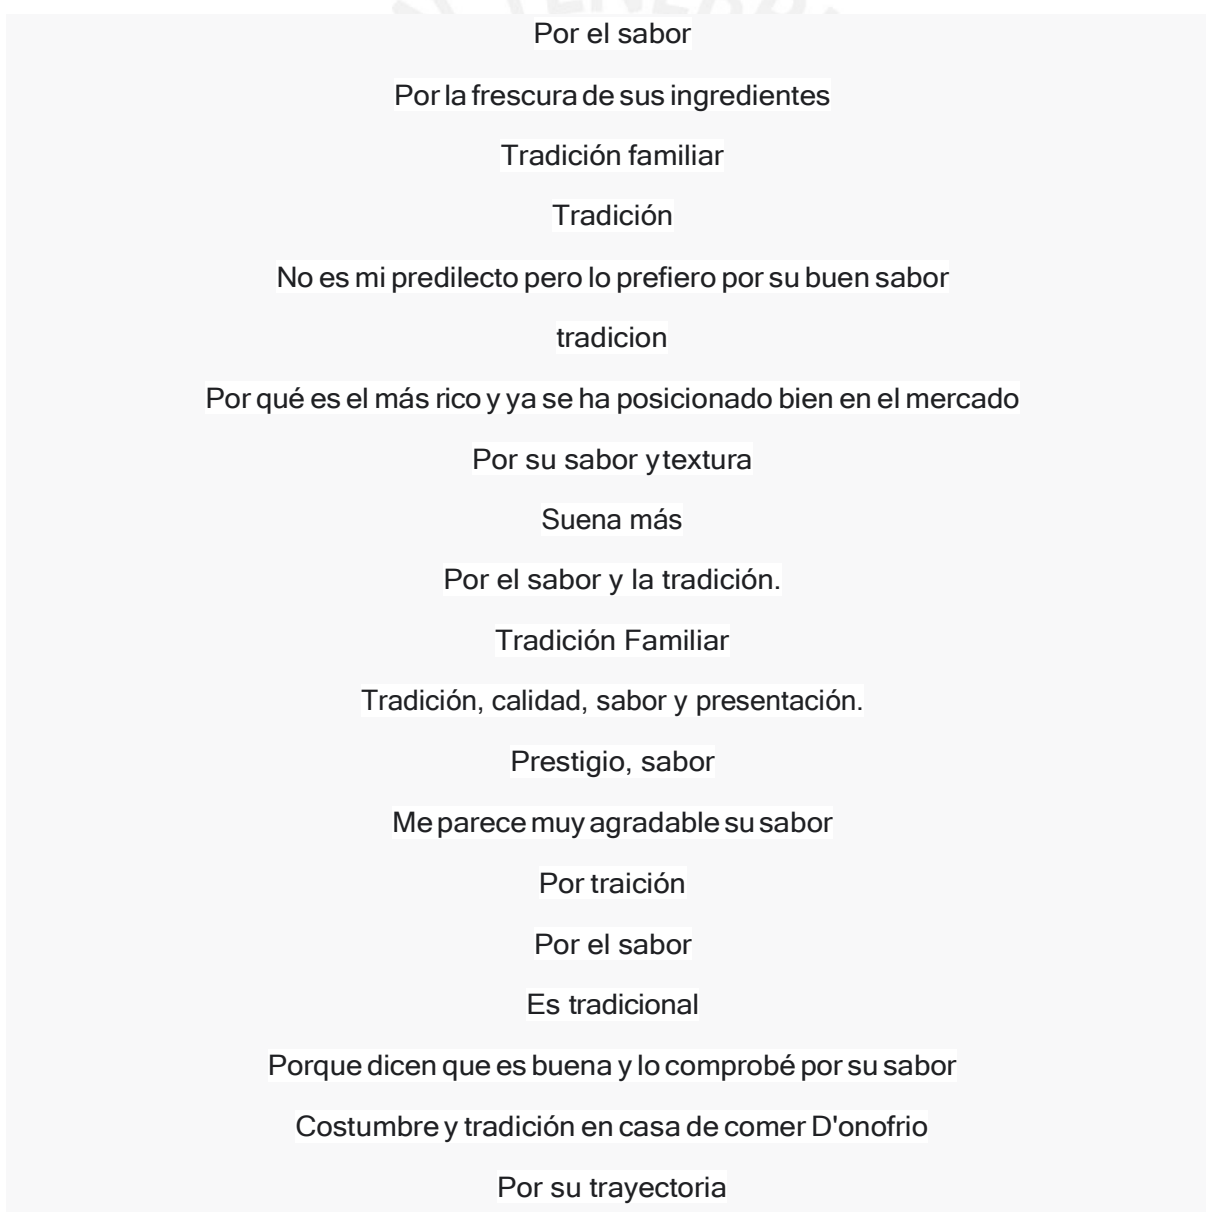 Por el sabor
Por la frescura de sus ingredientes
Tradición familiar
Tradición
No es mi predilecto pero lo prefiero por su buen sabor
tradicion
Por qué es el más rico y ya se ha posicionado bien en el mercado
Por su sabor y textura
Suena más
Por el sabor y la tradición.
Tradición Familiar
Tradición, calidad, sabor y presentación.
Prestigio, sabor
Me parece muy agradable su sabor
Por traición
Por el sabor
Es tradicional
Porque dicen que es buena y lo comprobé por su sabor
Costumbre y tradición en casa de comer D'onofrio
Por su trayectoria